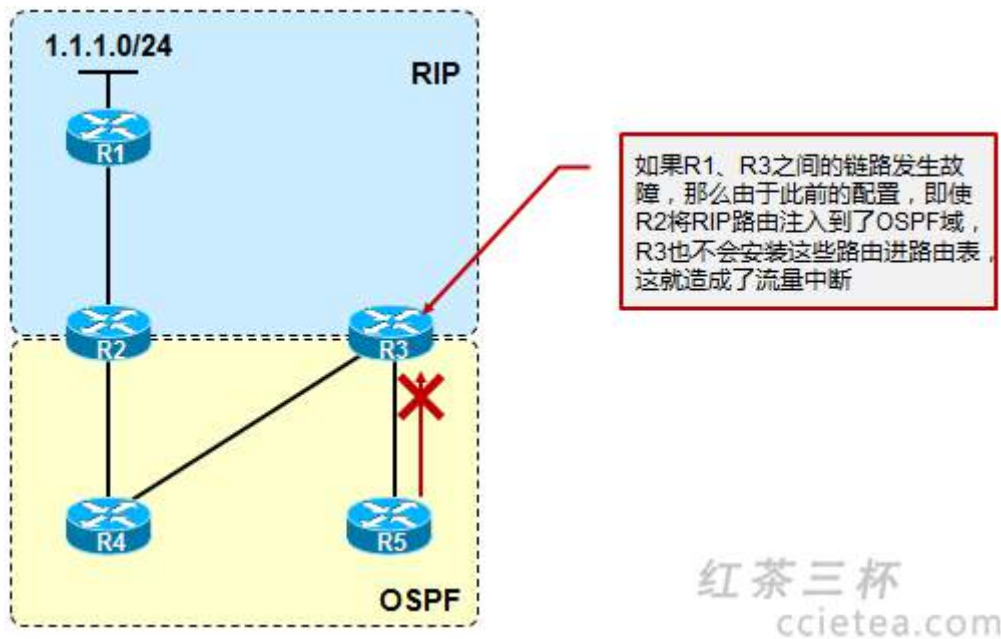 1.1.1.0/24
RIP
R1
如果R1、R3之间的链路发生故
障，那么由于此前的配置，即使
R2将RIP路由注入到了OSPF域，
R3也不会安装这些路由进路由表，
这就造成了流量中断
R2
R3
R4
R5
OSPF
红茶三杯
ccietea.com